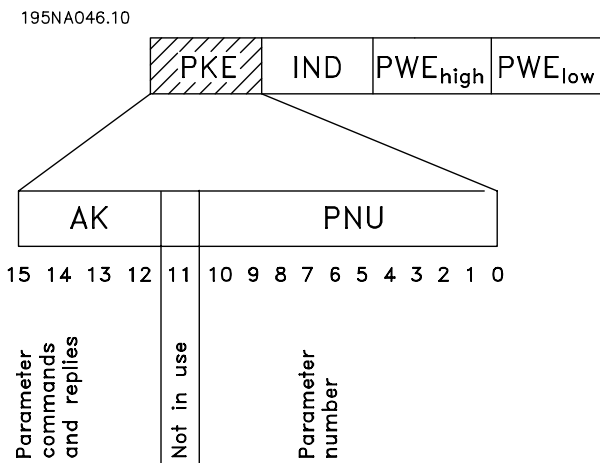 195NA046.10
PKE IND PWEhigh PWElow
AK PNU
15 14 13 12 11 10 9 8 7 6 5 4 3 2 1 0
Parameter
commands
and replies
Not in use
Parameter
number